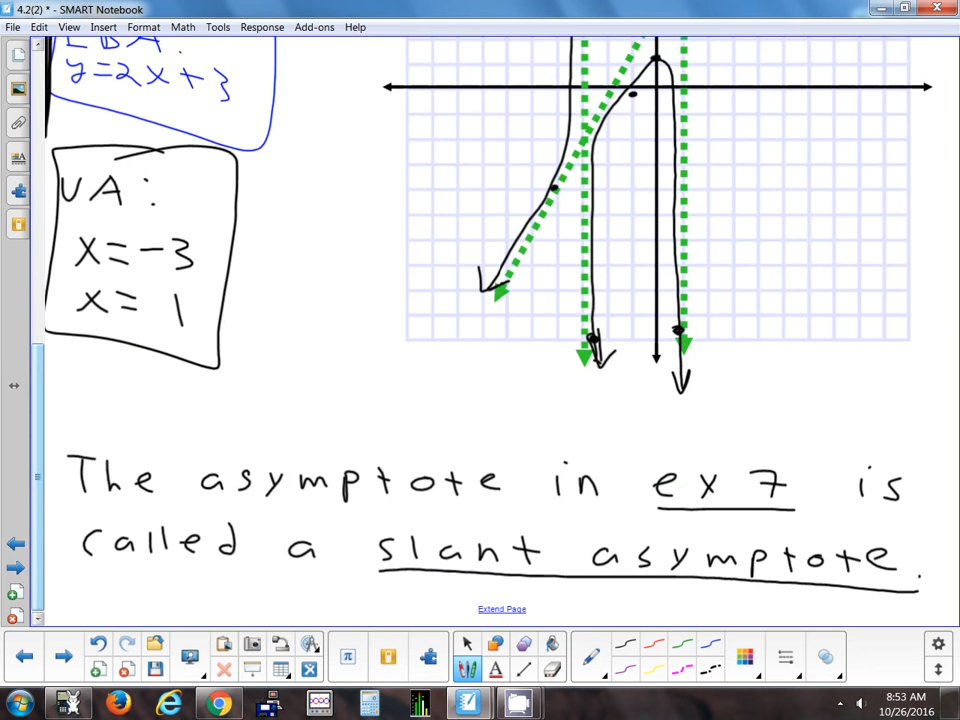 4.2(2) * - SMART Notebook
File Edit View Insert Format Math Tools Response Add-ons Help
y=2x+3
VA:
x=-3
x= 1
The asymptote in ex 7 is
called a slant asymptote.
Extend Page
8:53 AM
10/26/2016